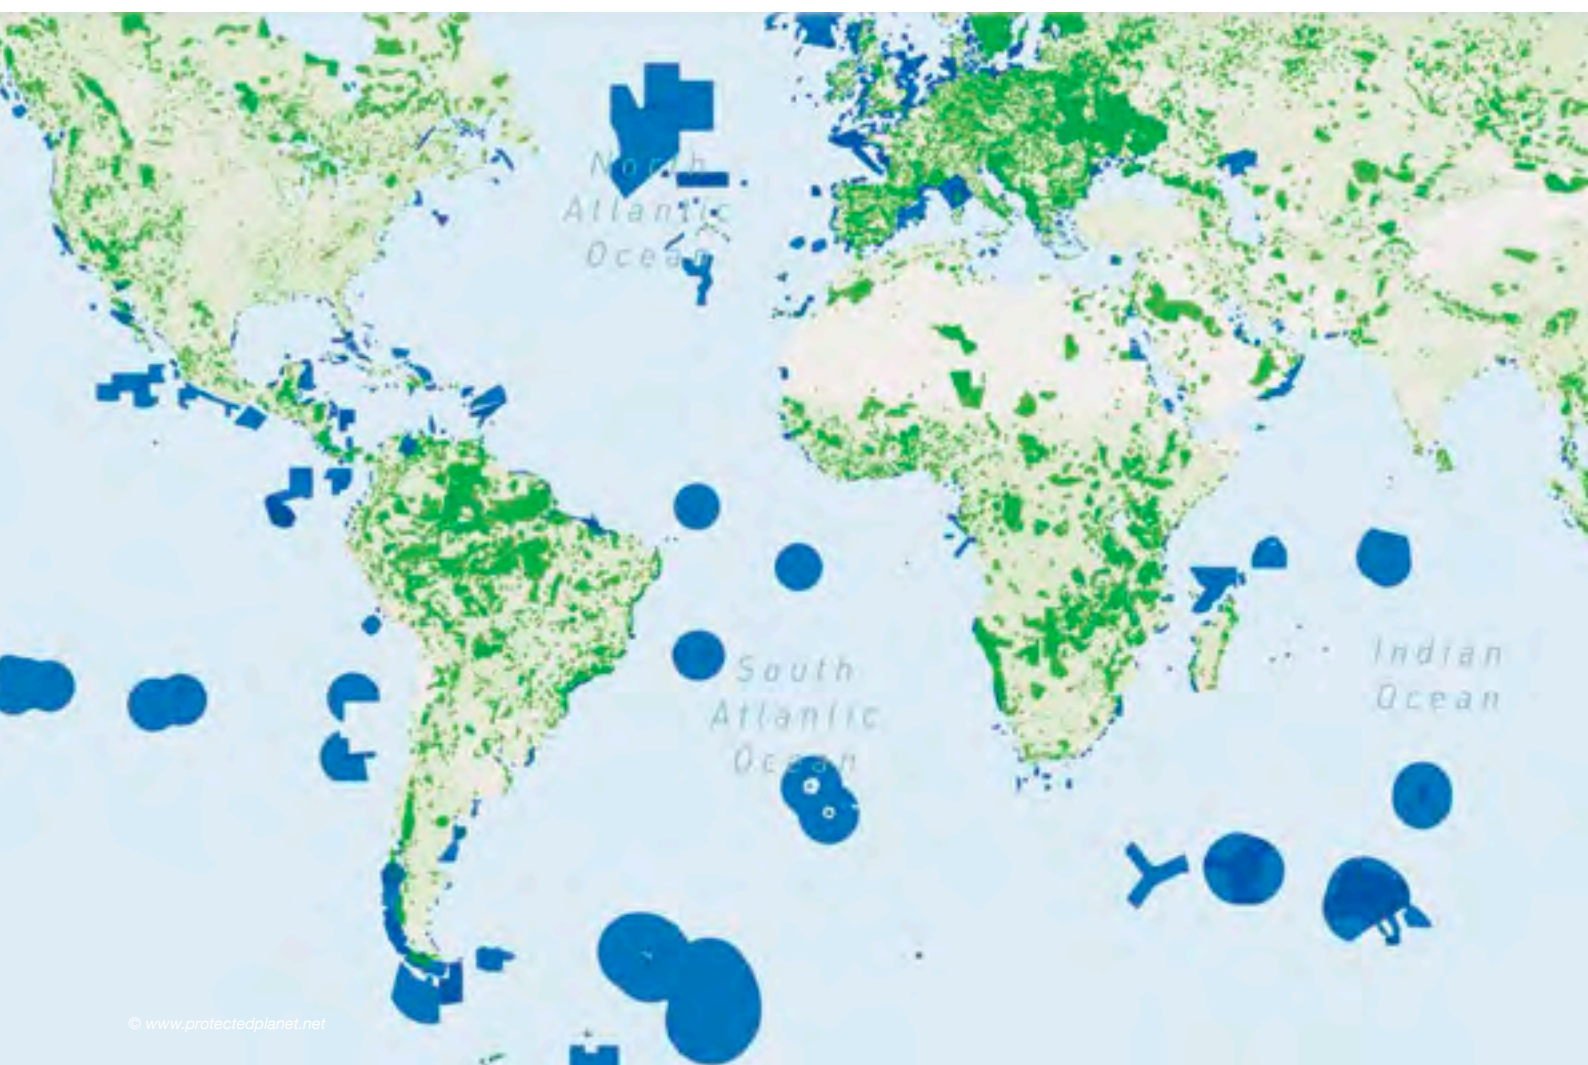 North
Atlantic
Ocean
South
Atlantic
Ocean
Indian
Ocean
© www.protectedplanet.net